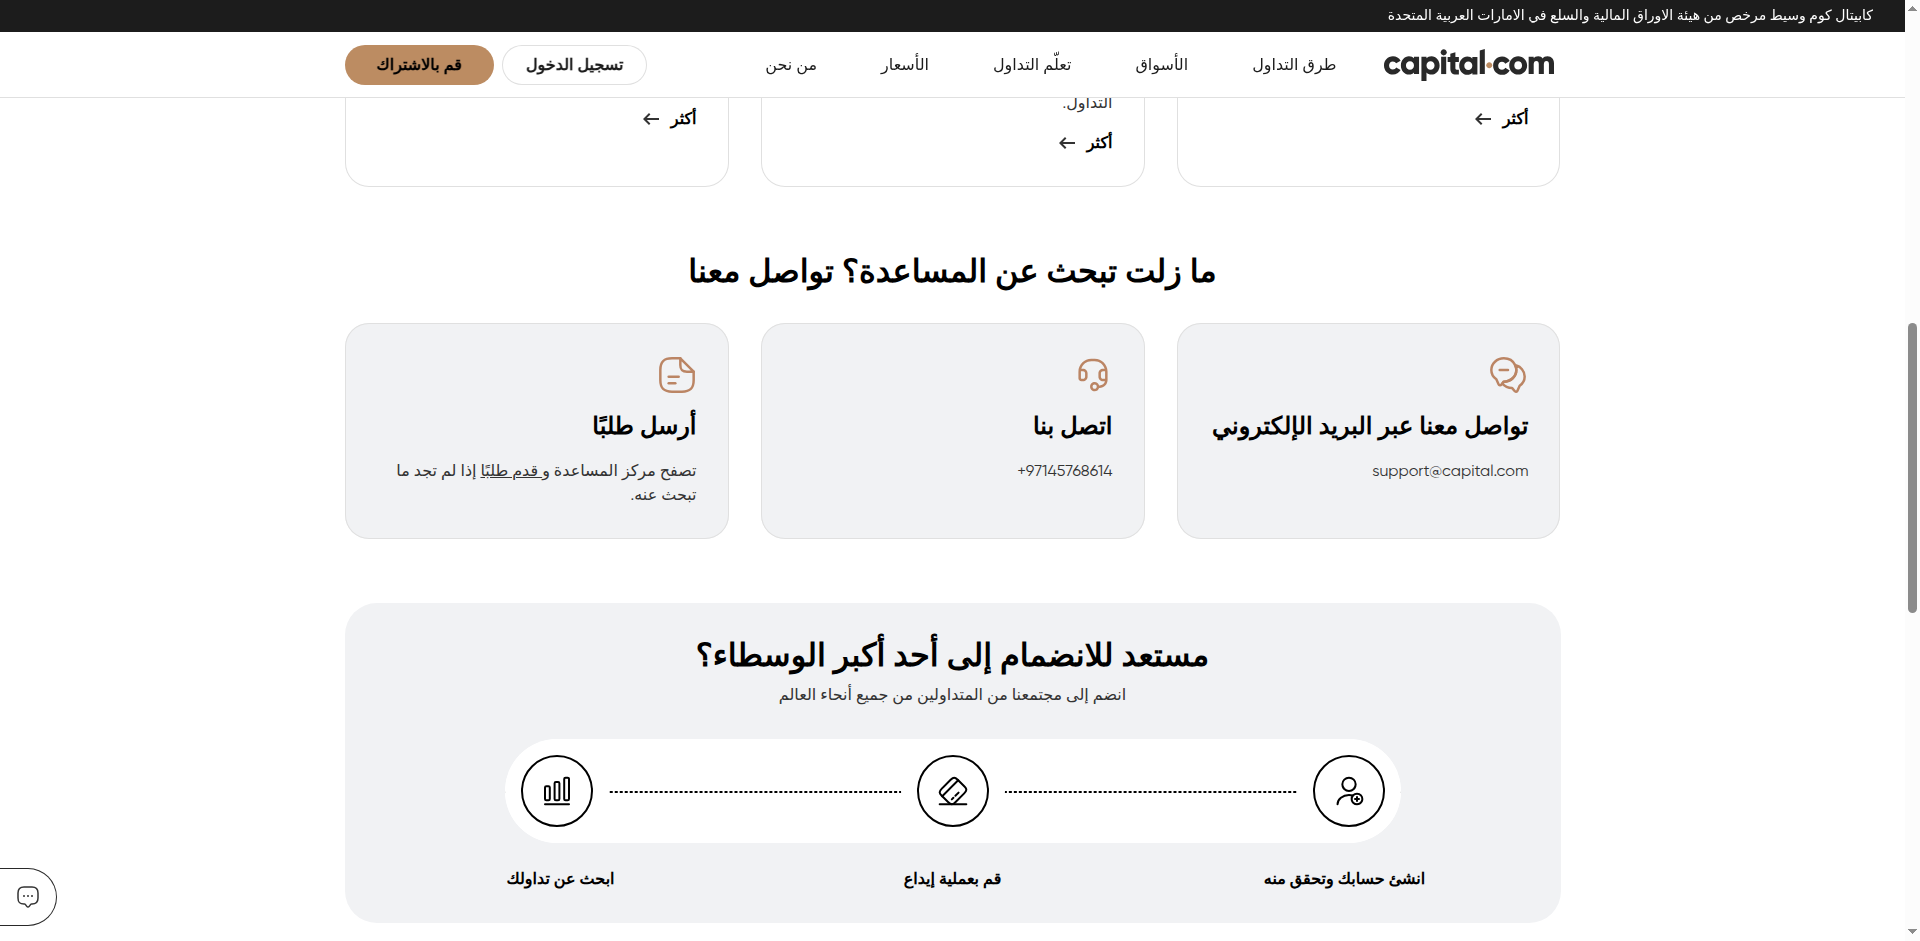 كابيتال كوم وسيط مرخص من هيئة الاوراق المالية والسلع في الامارات العربية المتحدة
capital.com
طرق التداول
الأسواق
تعلّم التداول
الأسعار
من نحن
تسجيل الدخول
قم بالاشتراك
أكثر
التداول.
أكثر
أكثر
ما زلت تبحث عن المساعدة؟ تواصل معنا
تواصل معنا عبر البريد الإلكتروني
support@capital.com
اتصل بنا
+97145768614
أرسل طلبًا
تصفح مركز المساعدة و قدم طلبًا إذا لم تجد ما
تبحث عنه.
مستعد للانضمام إلى أحد أكبر الوسطاء؟
انضم إلى مجتمعنا من المتداولين من جميع أنحاء العالم
انشئ حسابك وتحقق منه
قم بعملية إيداع
ابحث عن تداولك